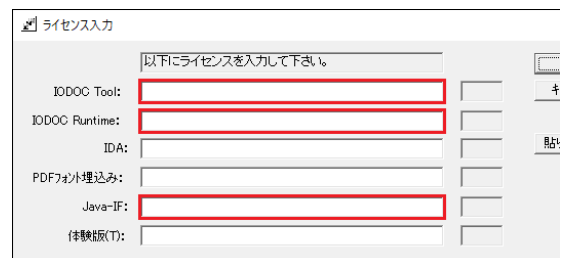 ライセンス入力
以下にライセンスを入力して下さい。
IODOC Tool:
IODOC Runtime:
IDA:
PDFフォント埋込み:
Java-IF:
体験版(T):
キ